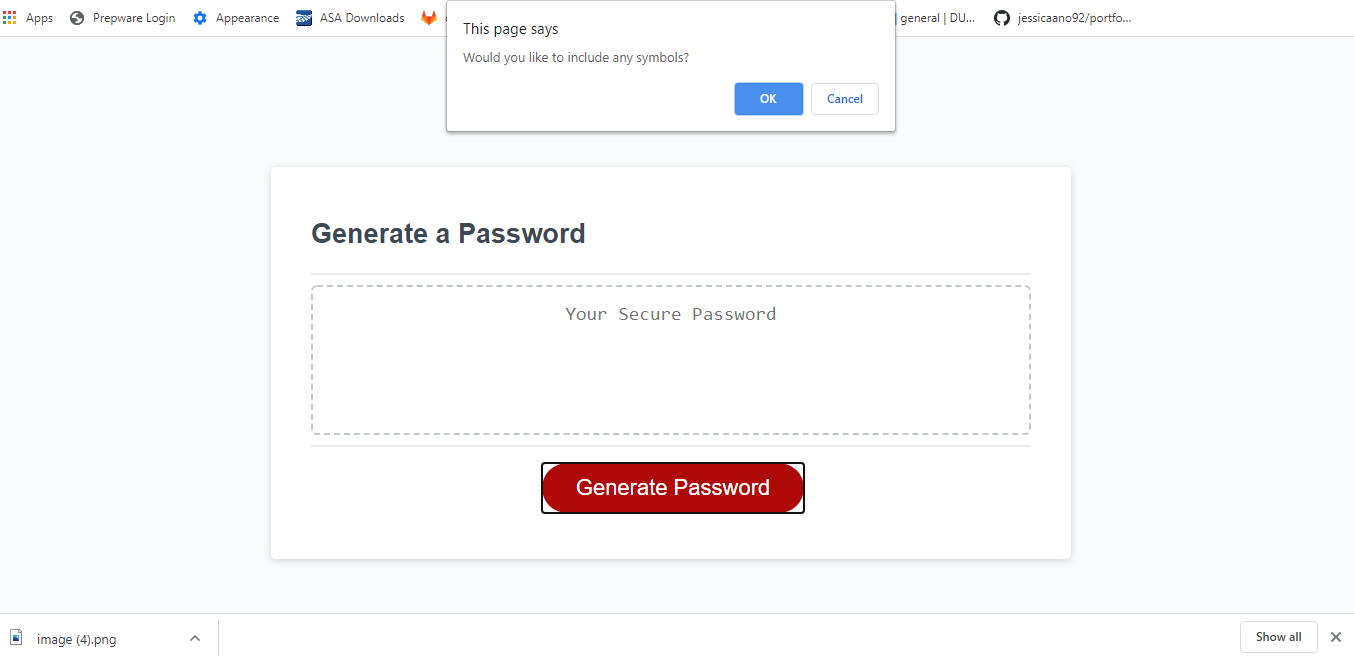 Apps Prepware Login Appearance ASA Downloads general | DU... jessicaano92/portfo...
This page says
Would you like to include any symbols?
OK Cancel
Generate a Password
Your Secure Password
Generate Password
image (4).png Show all